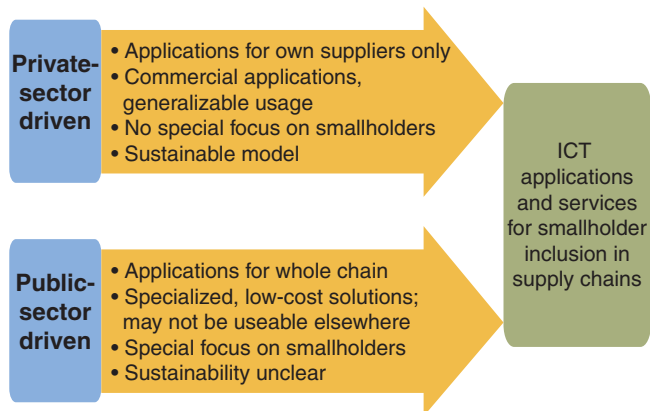 Private-
sector
driven
• Applications for own suppliers only
• Commercial applications,
generalizable usage
• No special focus on smallholders
• Sustainable model
Public-
sector
driven
• Applications for whole chain
• Specialized, low-cost solutions;
may not be useable elsewhere
• Special focus on smallholders
• Sustainability unclear
ICT
applications
and services
for smallholder
inclusion in
supply chains